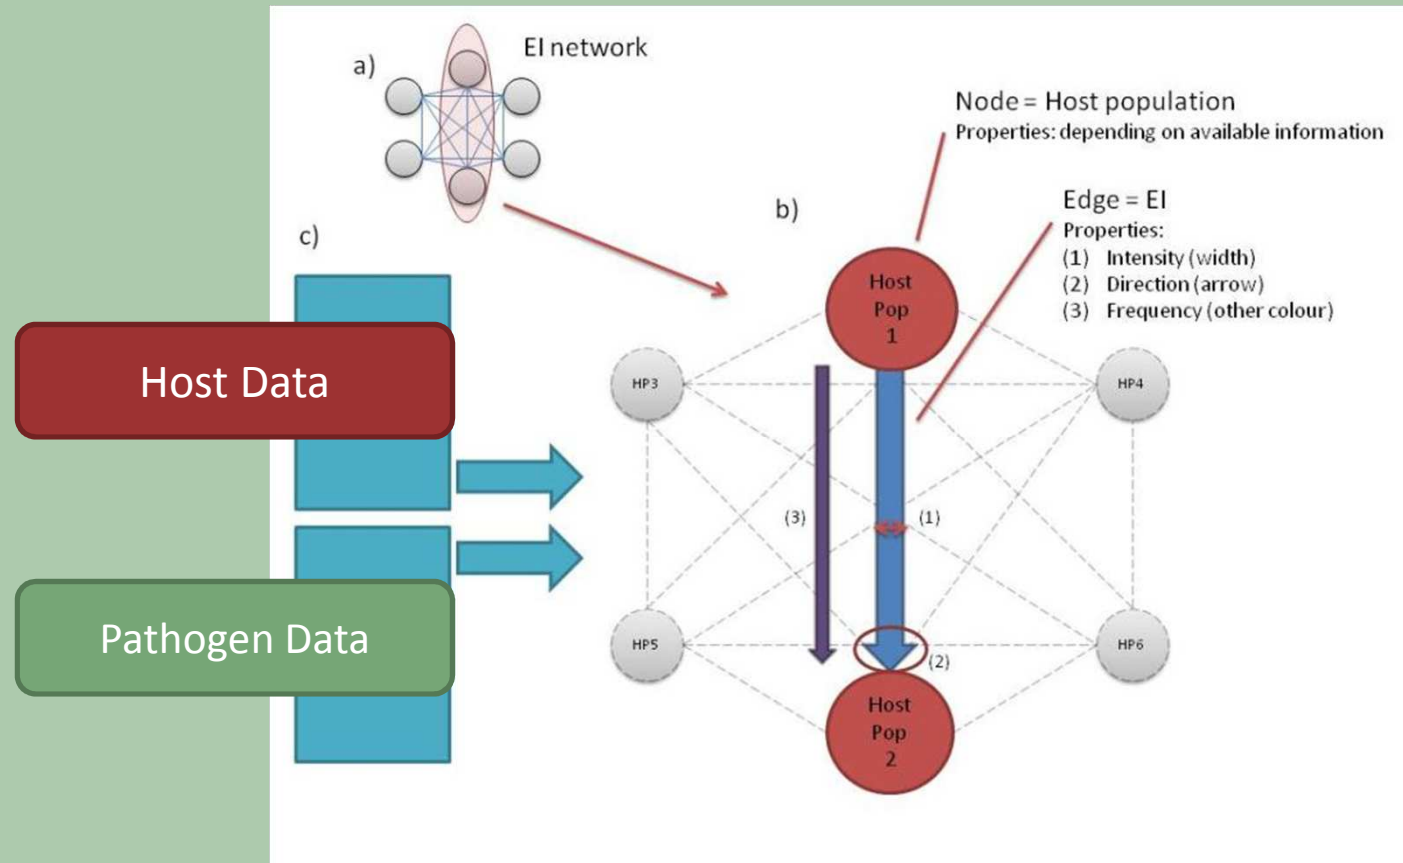 a)
EI network
Node = Host population
Properties: depending on available information
Edge = EI
Properties:
(1) Intensity (width)
(2) Direction (arrow)
(3) Frequency (other colour)
b)
c)
Host
Pop
1
HP3
HP4
Host Data
(3)
(1)
Pathogen Data
HP5
HP6
(2)
Host
Pop
2